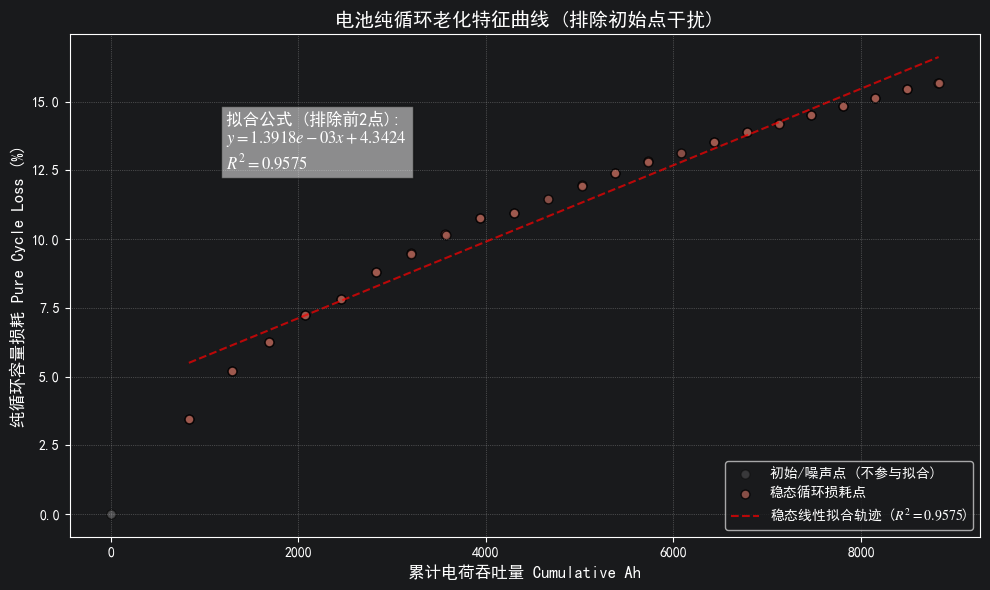 电池纯循环老化特征曲线 (排除初始点干扰)
纯循环容量损耗 Pure Cycle Loss (%)
15.0
12.5
10.0
7.5
5.0
2.5
0.0
拟合公式 (排除前2点):
y = 1.3918e − 03x + 4.3424
R² = 0.9575
初始/噪声点 (不参与拟合)
稳态循环损耗点
稳态线性拟合轨迹 (R² = 0.9575)
0
2000
4000
6000
8000
累计电荷吞吐量 Cumulative Ah